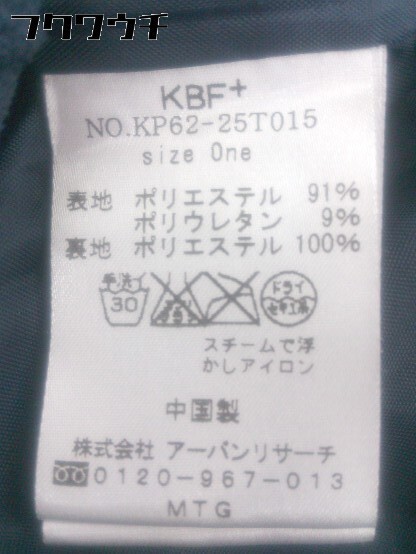 フクワウチ
KBF+
NO.KP62-25T015
size One
表地 ポリエステル 91%
ポリウレタン 9%
裏地 ポリエステル 100%
手洗イ
30
ドライ
セキユ系
スチームで浮
かしアイロン
中国製
株式会社 アーバンリサーチ
0120-967-013
MTG